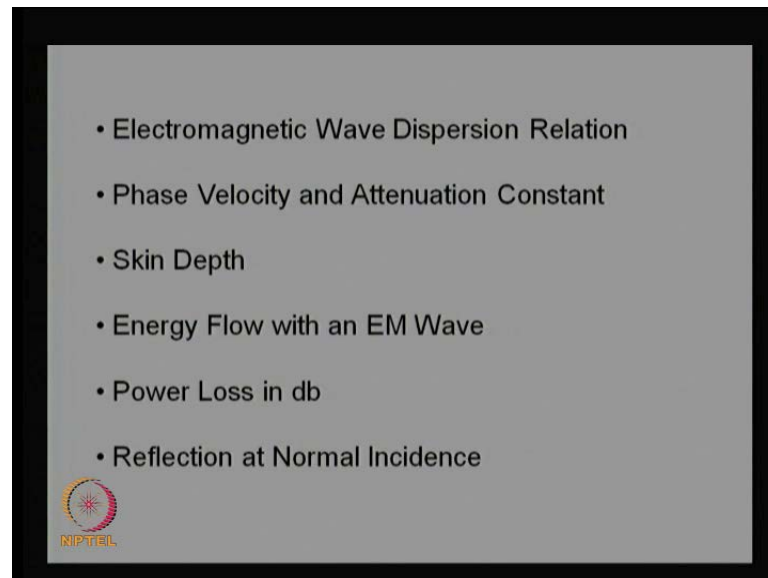 • Electromagnetic Wave Dispersion Relation
• Phase Velocity and Attenuation Constant
• Skin Depth
• Energy Flow with an EM Wave
• Power Loss in db
• Reflection at Normal Incidence
NPTEL